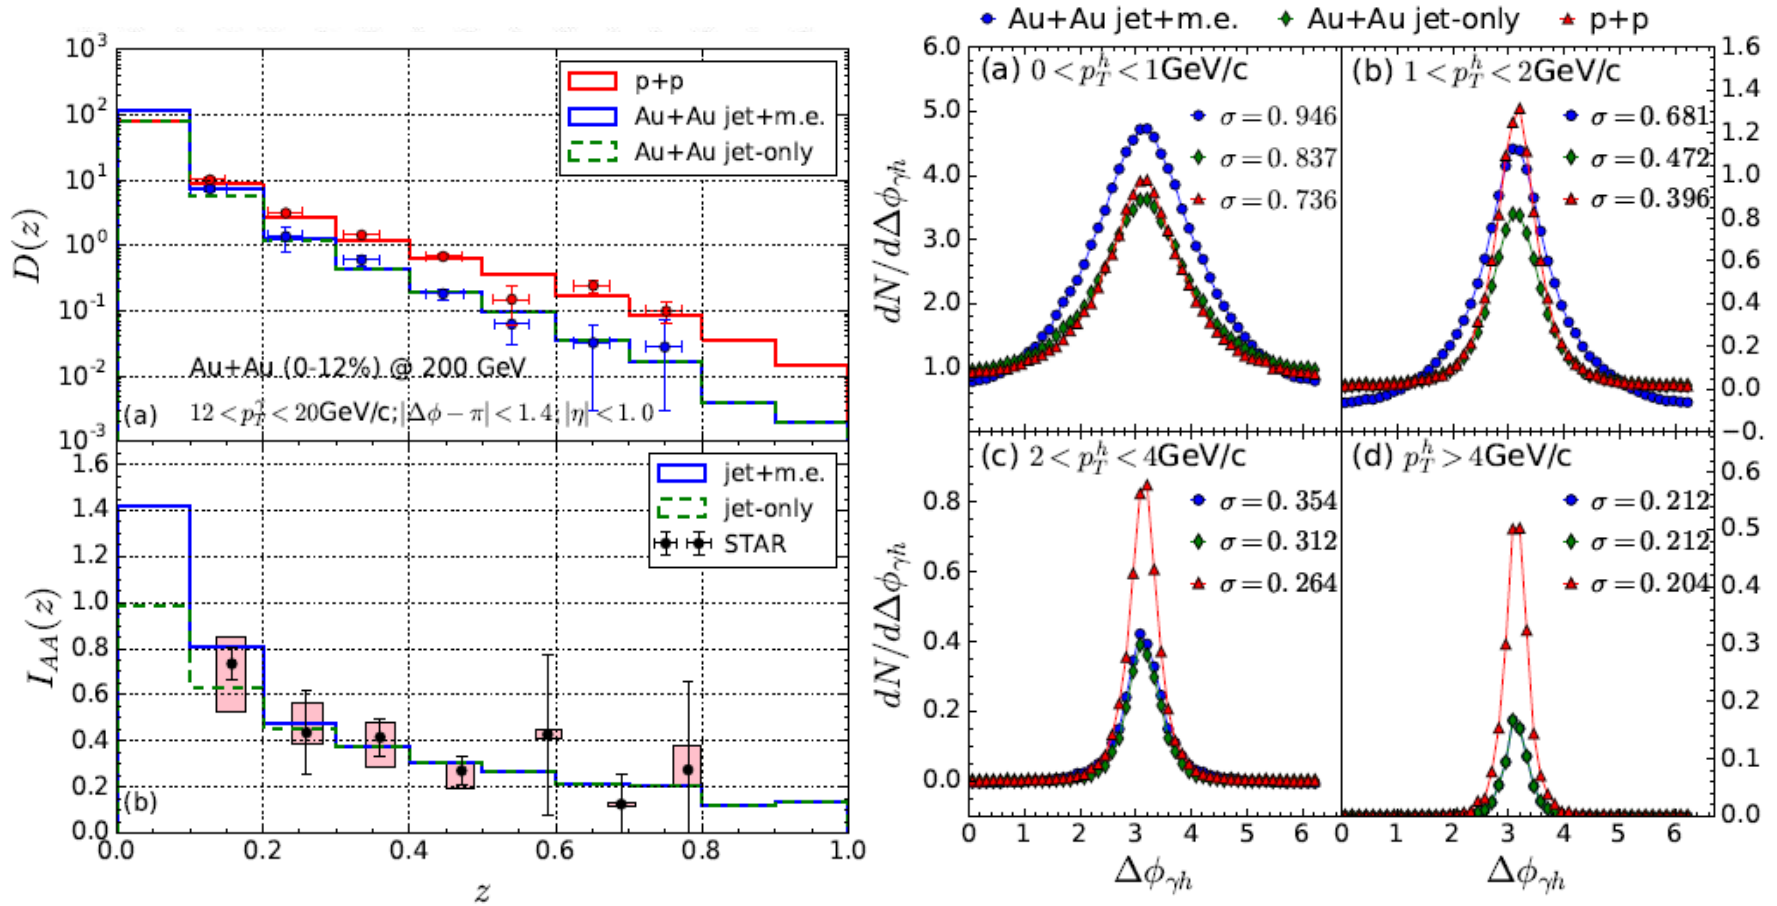 10³
10²
10¹
10⁰
10⁻¹
10⁻²
10⁻³
D(z)
p+p
Au+Au jet+m.e.
Au+Au jet-only
Au+Au (0-12%) @ 200 GeV
(a) 12 < p_T^γ < 20GeV/c; |Δϕ − π| < 1.4; |η| < 1.0
1.6
1.4
1.2
1.0
0.8
0.6
0.4
0.2
0.0
I_AA(z)
jet+m.e.
jet-only
STAR
(b)
0.0 0.2 0.4 0.6 0.8 1.0
z
Au+Au jet+m.e. Au+Au jet-only p+p
6.0
5.0
4.0
3.0
2.0
1.0
dN/dΔϕ_γh
(a) 0 < p_T^h < 1GeV/c
σ = 0.946
σ = 0.837
σ = 0.736
(b) 1 < p_T^h < 2GeV/c
σ = 0.681
σ = 0.472
σ = 0.396
1.6
1.4
1.2
1.0
0.8
0.6
0.4
0.2
0.0
−0.
0.8
0.6
0.4
0.2
0.0
dN/dΔϕ_γh
(c) 2 < p_T^h < 4GeV/c
σ = 0.354
σ = 0.312
σ = 0.264
(d) p_T^h > 4GeV/c
σ = 0.212
σ = 0.212
σ = 0.204
0.6
0.5
0.4
0.3
0.2
0.1
0.0
0 1 2 3 4 5 6
0 1 2 3 4 5 6
Δϕ_γh
Δϕ_γh